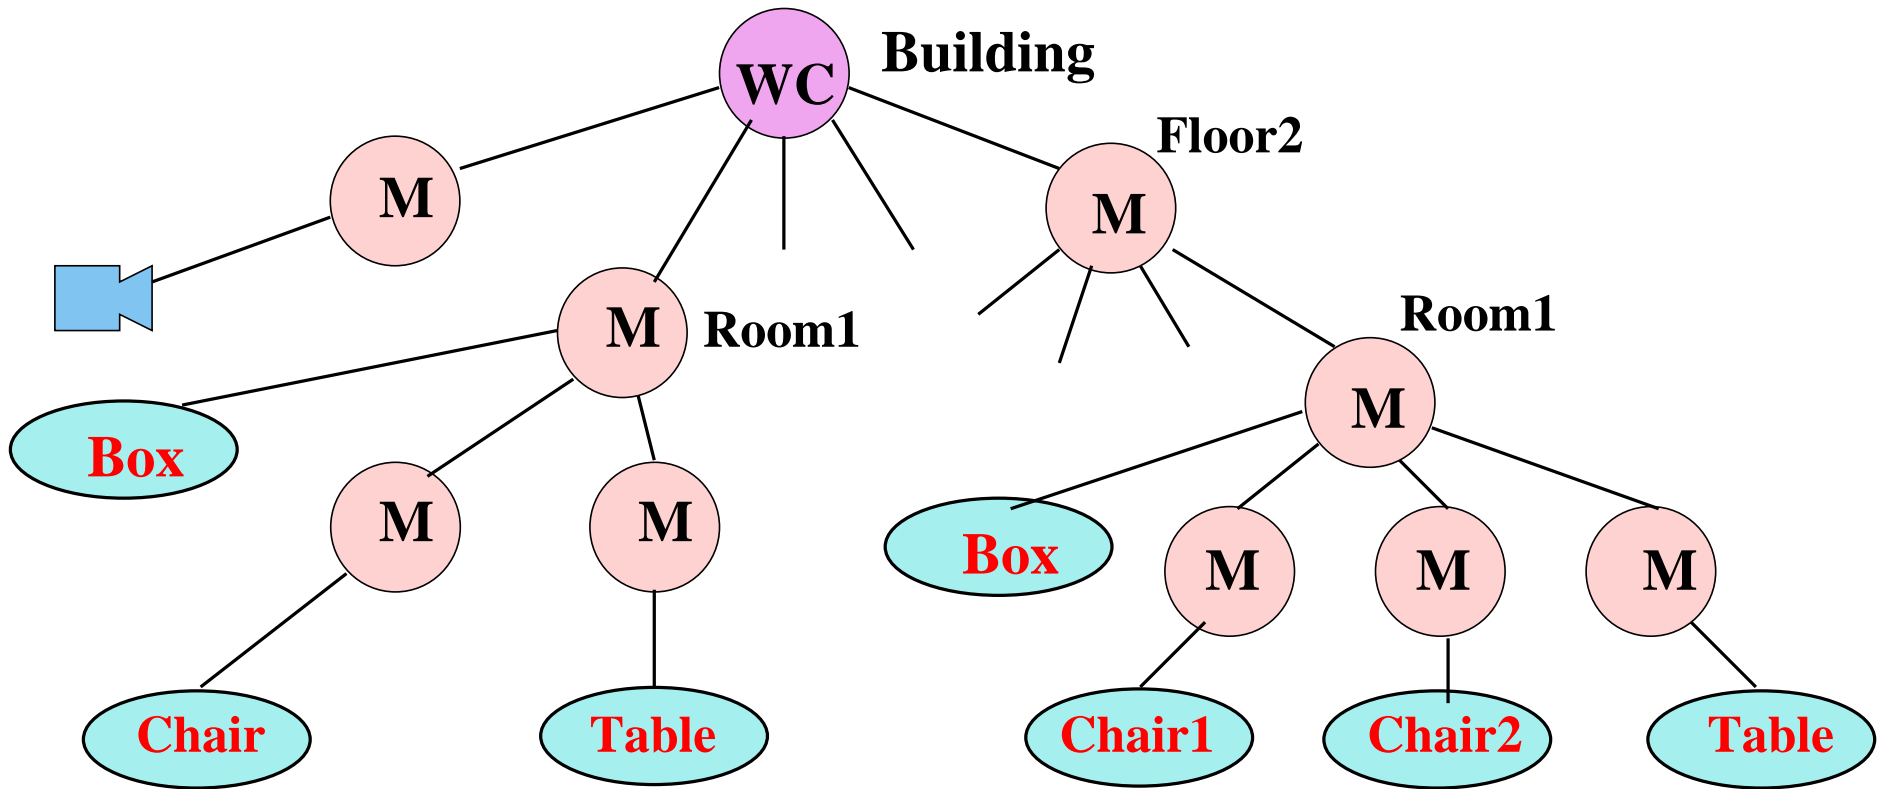 Building
WC
Floor2
M
M
Room1
M
Room1
M
Box
M
M
Box
M
M
M
Chair
Table
Chair1
Chair2
Table